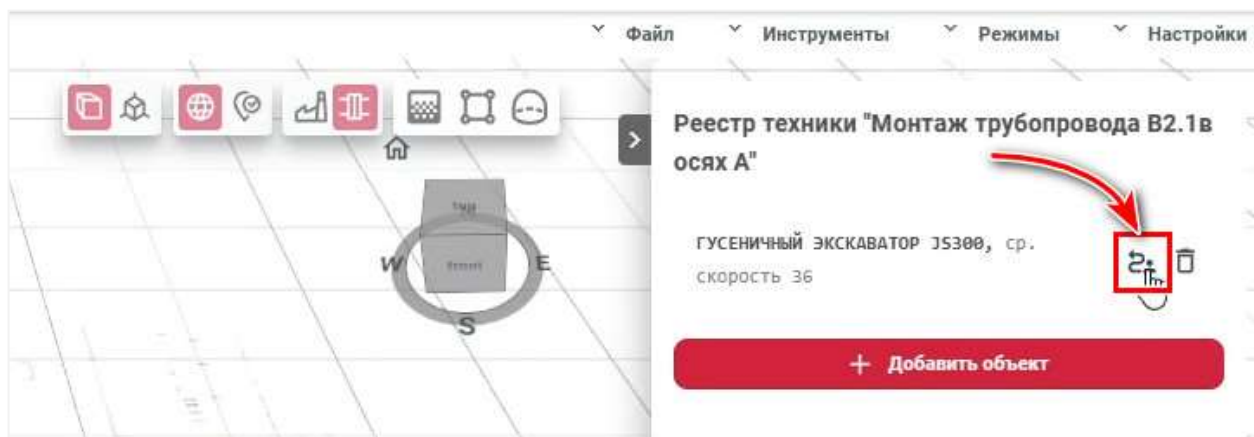 Файл
Инструменты
Режимы
Настройки
Реестр техники "Монтаж трубопровода В2.1в
осях А"
ГУСЕНИЧНЫЙ ЭКСКАВАТОР JS300, ср.
скорость 36
+ Добавить объект
W
front
E
S